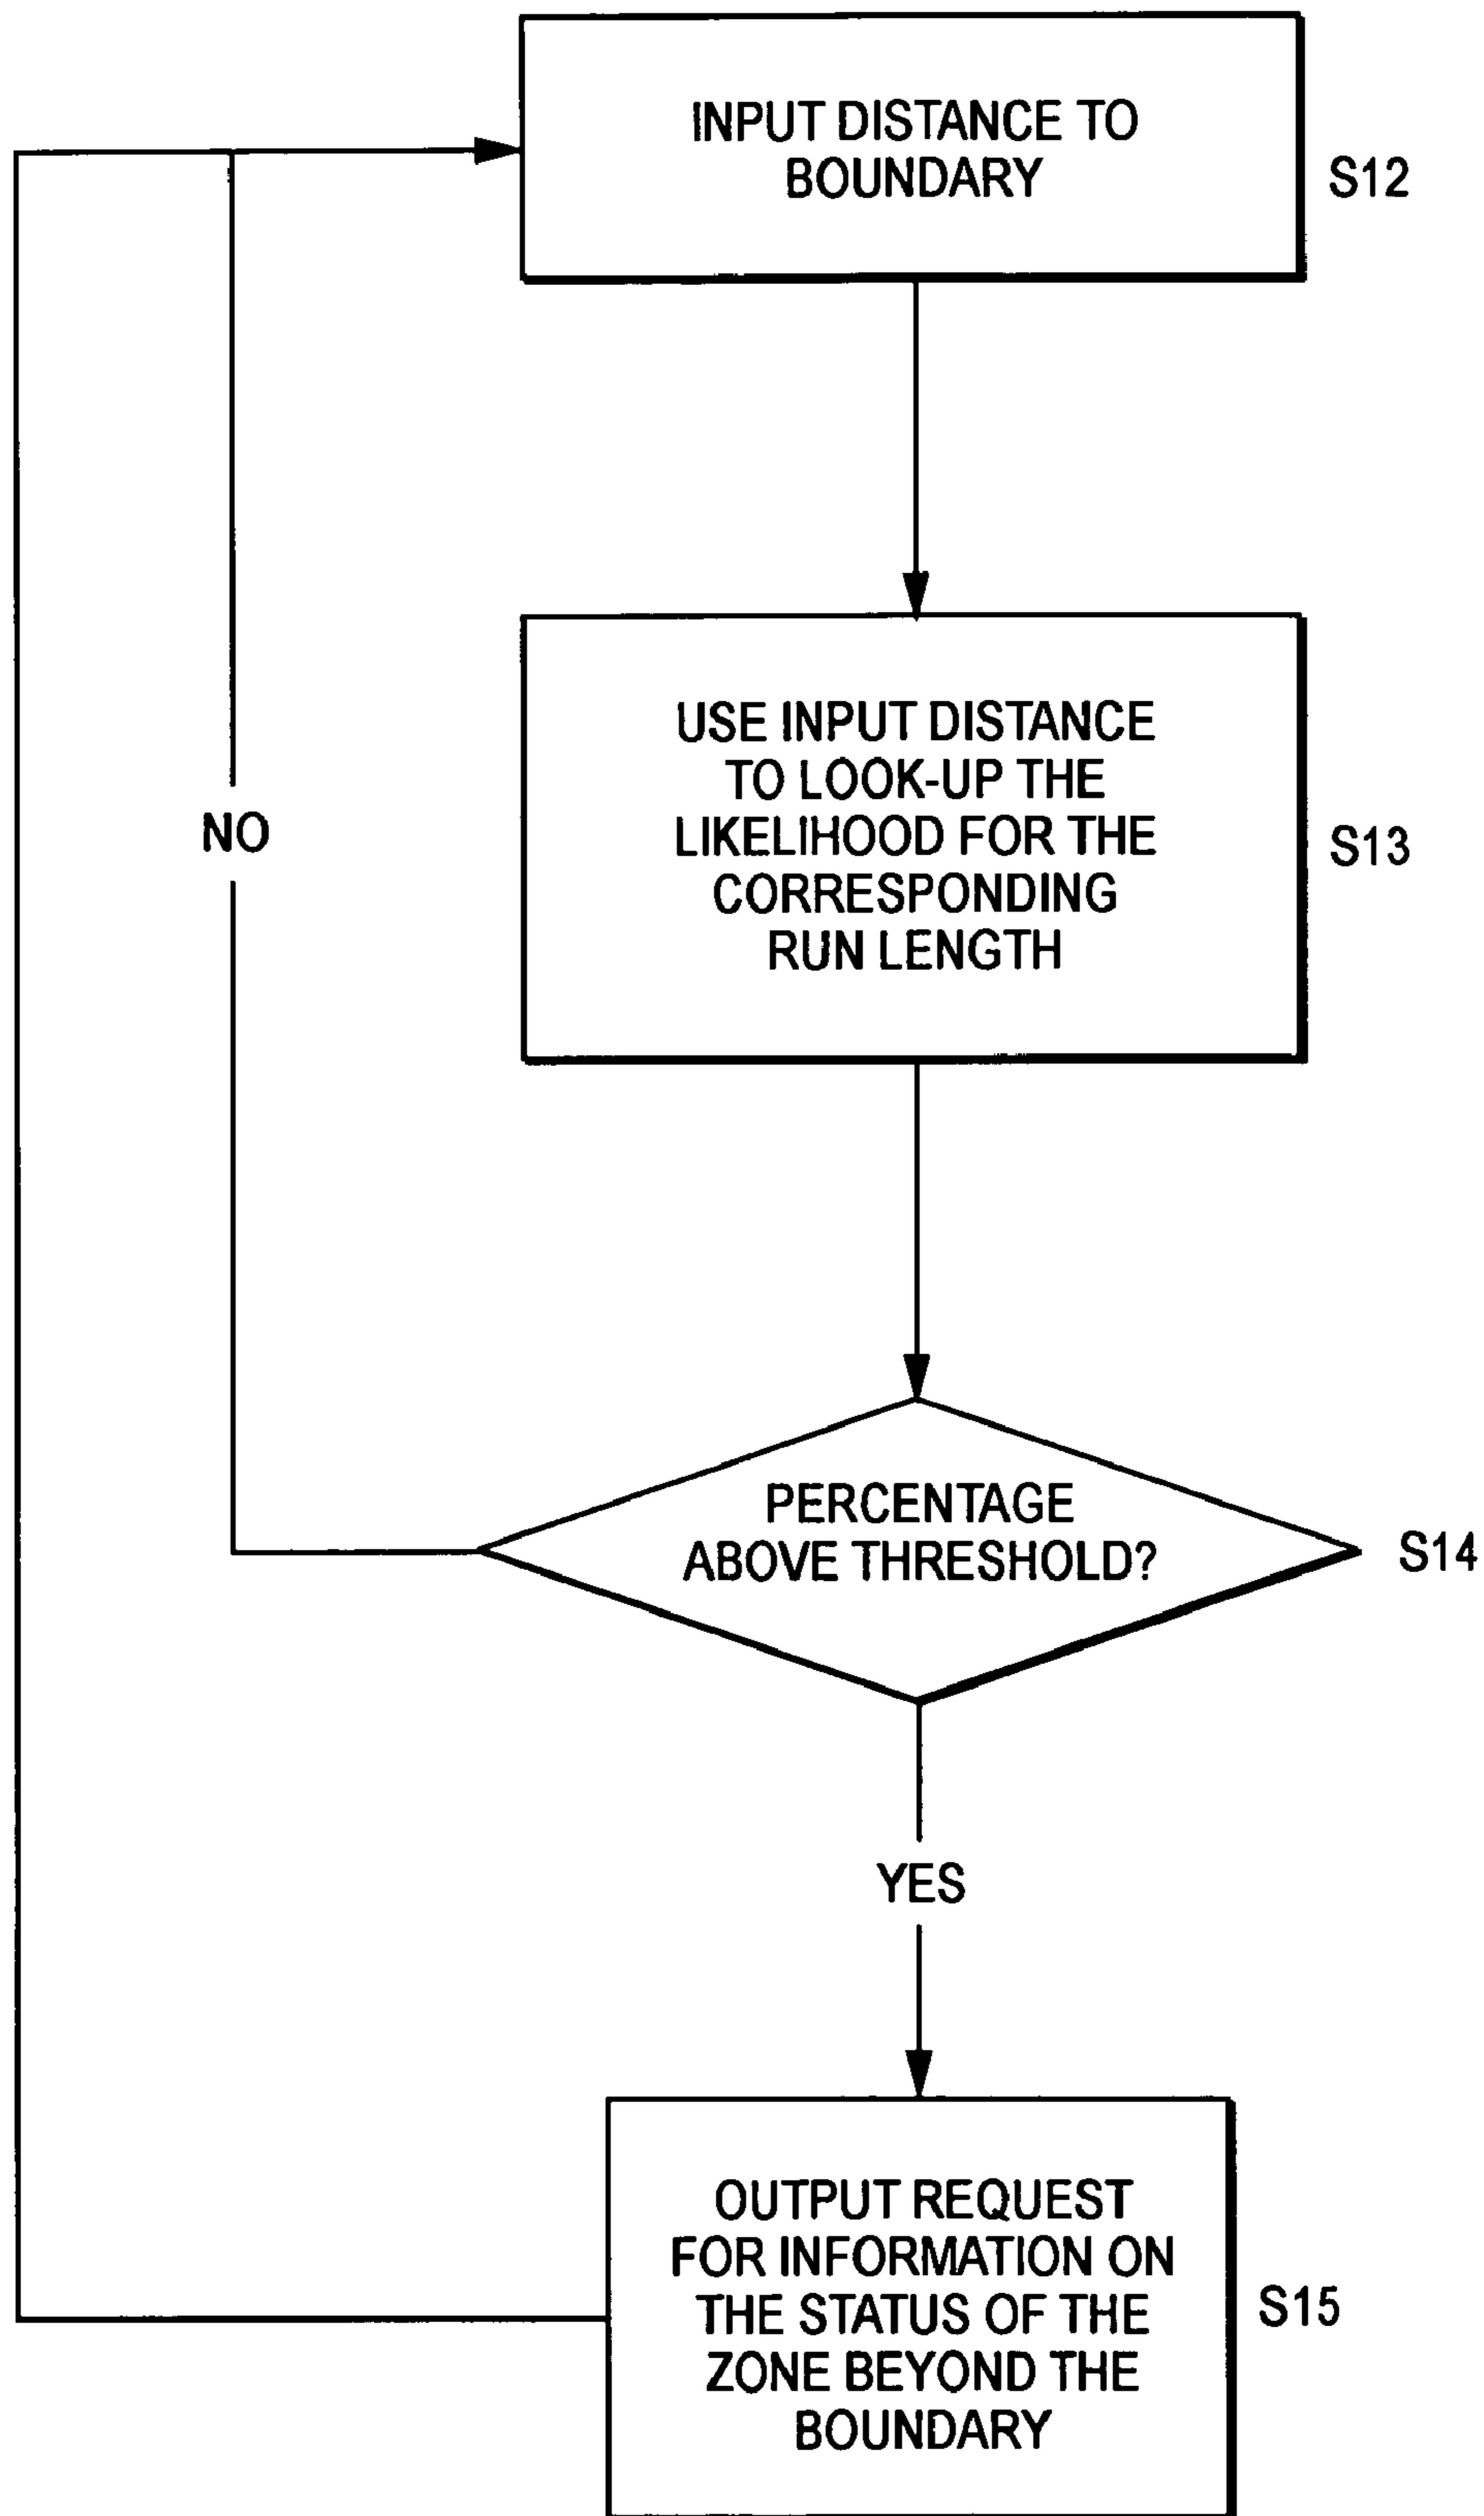 INPUT DISTANCE TO
BOUNDARY
S12
USE INPUT DISTANCE
TO LOOK-UP THE
LIKELIHOOD FOR THE
CORRESPONDING
RUN LENGTH
S13
NO
PERCENTAGE
ABOVE THRESHOLD?
S14
YES
OUTPUT REQUEST
FOR INFORMATION ON
THE STATUS OF THE
ZONE BEYOND THE
BOUNDARY
S15